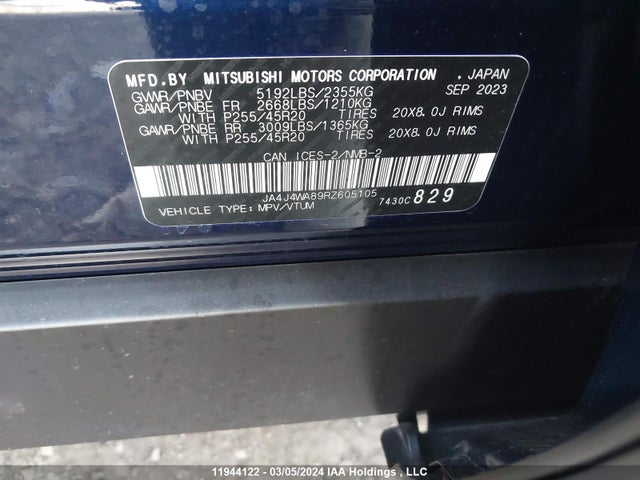 MFD.BY MITSUBISHI MOTORS CORPORATION . JAPAN
GVWR/PNBV 5192LBS/2355KG SEP 2023
GAWR/PNBE FR 2668LBS/1210KG
WITH P255/45R20 TIRES 20X8.0J RIMS
GAWR/PNBE RR 3009LBS/1365KG
WITH P255/45R20 TIRES 20X8.0J RIMS
CAN ICES-2/NMB-2
JA4J4WA89RZ605105
VEHICLE TYPE: MPV/VTUM 7430C 829
11944122 — 03/05/2024 IAA Holdings , LLC